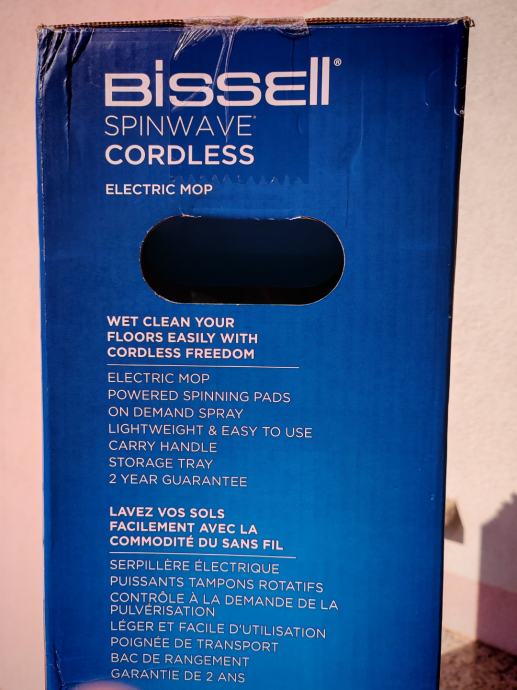 BISSELL®
SPINWAVE®
CORDLESS
ELECTRIC MOP
WET CLEAN YOUR
FLOORS EASILY WITH
CORDLESS FREEDOM
ELECTRIC MOP
POWERED SPINNING PADS
ON DEMAND SPRAY
LIGHTWEIGHT & EASY TO USE
CARRY HANDLE
STORAGE TRAY
2 YEAR GUARANTEE
LAVEZ VOS SOLS
FACILEMENT AVEC LA
COMMODITÉ DU SANS FIL
SERPILLÈRE ÉLECTRIQUE
PUISSANTS TAMPONS ROTATIFS
CONTRÔLE À LA DEMANDE DE LA
PULVÉRISATION
LÉGER ET FACILE D'UTILISATION
POIGNÉE DE TRANSPORT
BAC DE RANGEMENT
GARANTIE DE 2 ANS